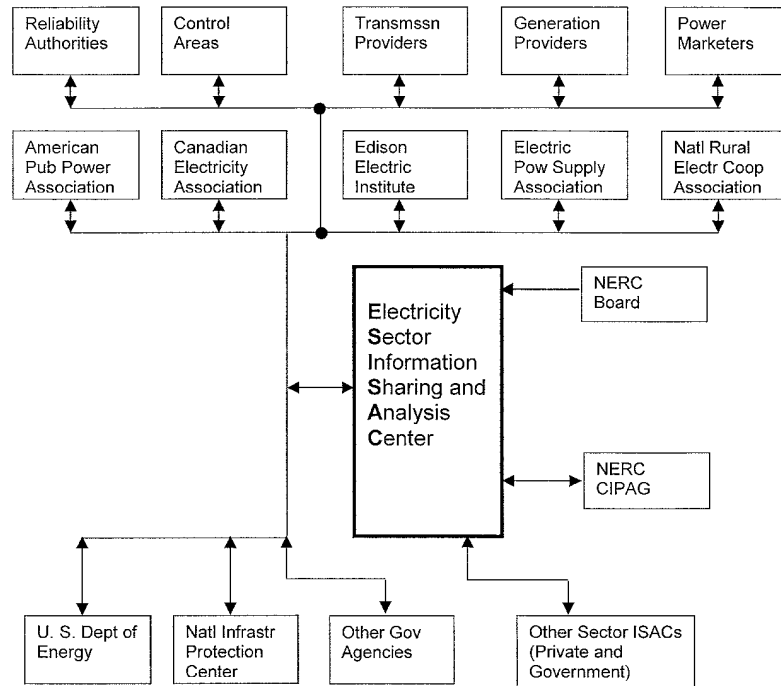 Reliability
Authorities
Control
Areas
Transmssn
Providers
Generation
Providers
Power
Marketers
American
Pub Power
Association
Canadian
Electricity
Association
Edison
Electric
Institute
Electric
Pow Supply
Association
Natl Rural
Electr Coop
Association
Electricity
Sector
Information
Sharing and
Analysis
Center
NERC
Board
NERC
CIPAG
U. S. Dept of
Energy
Natl Infrastr
Protection
Center
Other Gov
Agencies
Other Sector ISACs
(Private and
Government)